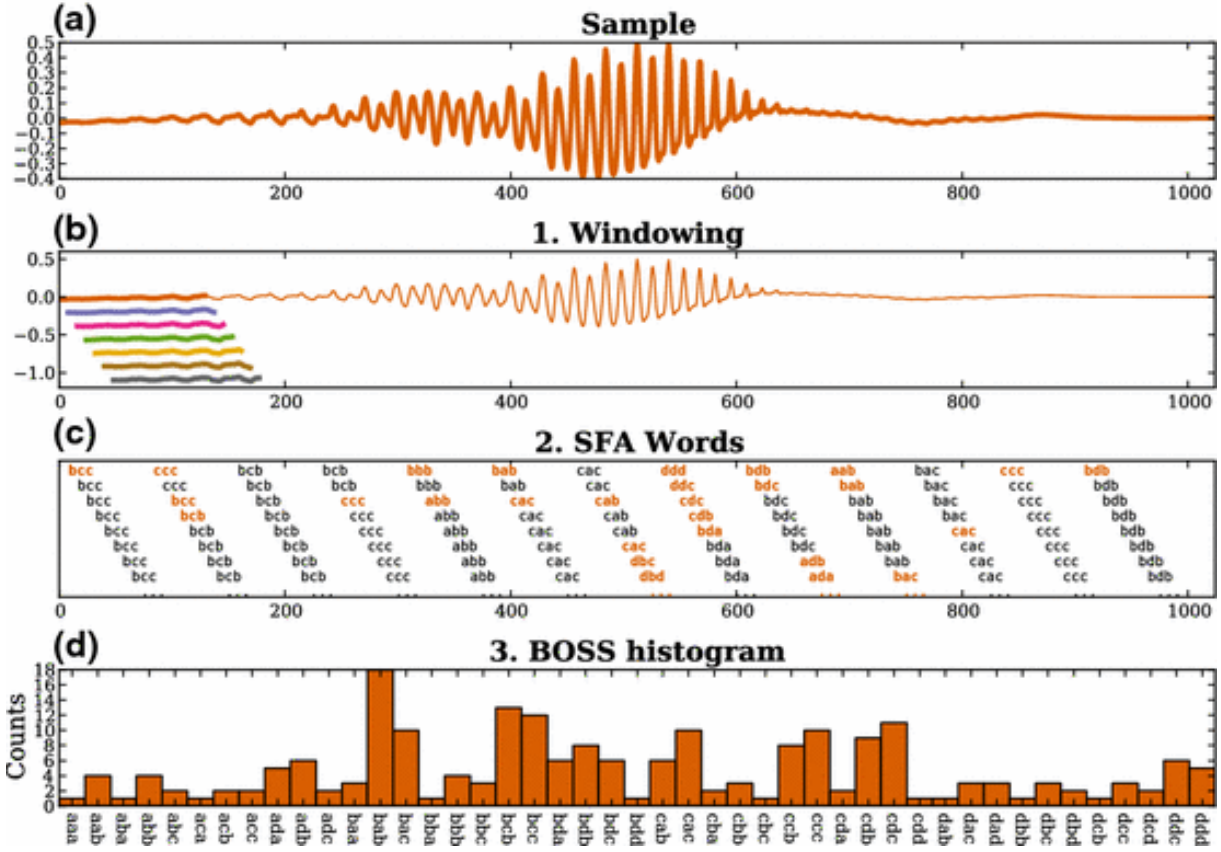 (a) Sample
0.5
0.4
0.3
0.2
0.1
0.0
−0.1
−0.2
−0.3
−0.4
0 200 400 600 800 1000
(b) 1. Windowing
0.5
0.0
−0.5
−1.0
0 200 400 600 800 1000
(c) 2. SFA Words
bcc ccc bcb bcb bbb bab cac ddd bdb aab bac ccc bdb
bcc ccc bcb bcb bbb bab cac ddc bdc bab bac ccc bdb
bcc bcc bcb ccc abb cac cab cdc bdc bab bac ccc bdb
bcc bcb bcb ccc abb cac cab cdb bdc bab bac ccc bdb
bcc bcb bcb ccc abb cac cab bda bdc bab cac ccc bdb
bcc bcb bcb ccc abb cac cac bda bdc bab cac ccc bdb
bcc bcb bcb ccc abb cac dbc bda adb bab cac ccc bdb
bcc bcb bcb ccc abb cac dbd bda ada bac cac ccc bdb
0 200 400 600 800 1000
(d) 3. BOSS histogram
Counts
18
16
14
12
10
8
6
4
2
0
aaa aab aba abb abc aca acb acc ada adb adc baa bab bac bba bbb bbc bcb bcc bda bdb bdc bdd cab cac cba cbb cbc ccb ccc cda cdb cdc cdd dab dac dad dbb dbc dbd dcb dcc dcd ddc ddd